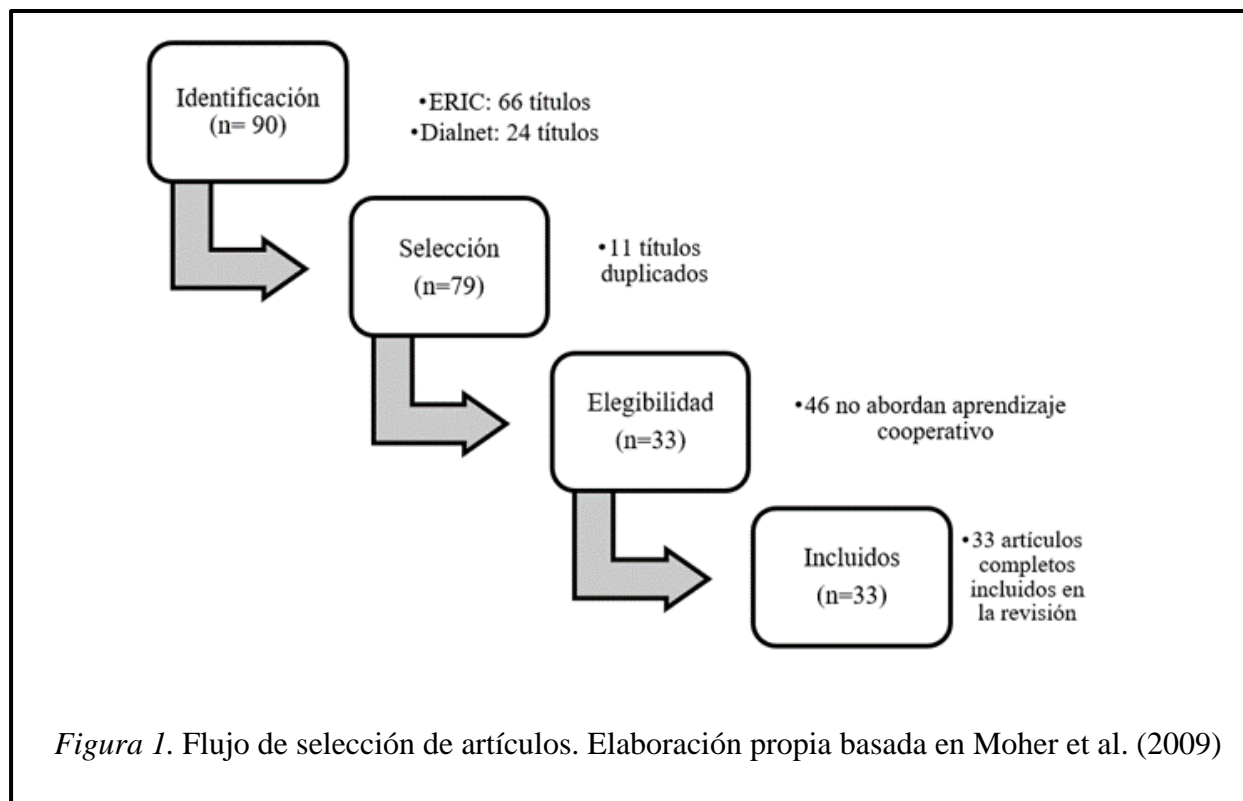 Identificación
(n= 90)
•ERIC: 66 títulos
•Dialnet: 24 títulos
Selección
(n=79)
•11 títulos
duplicados
Elegibilidad
(n=33)
•46 no abordan aprendizaje
cooperativo
Incluidos
(n=33)
•33 artículos
completos
incluidos en
la revisión
Figura 1. Flujo de selección de artículos. Elaboración propia basada en Moher et al. (2009)